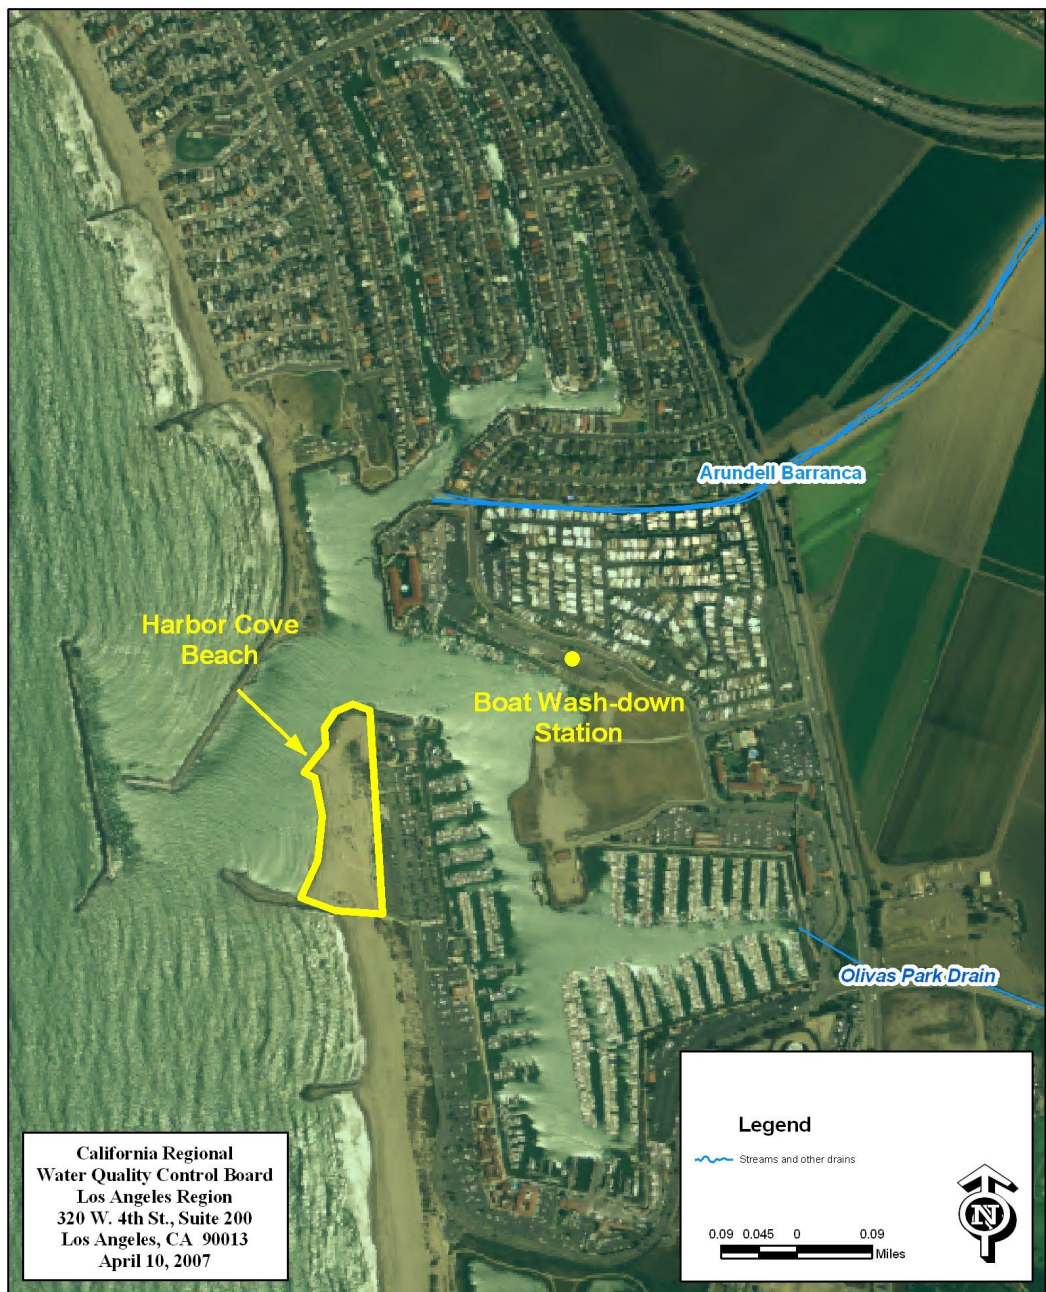 Arundell Barranca
Harbor Cove
Beach
Boat Wash-down
Station
Olivas Park Drain
California Regional
Water Quality Control Board
Los Angeles Region
320 W. 4th St., Suite 200
Los Angeles, CA 90013
April 10, 2007
Legend
Streams and other drains
0.09 0.045 0 0.09
Miles
N